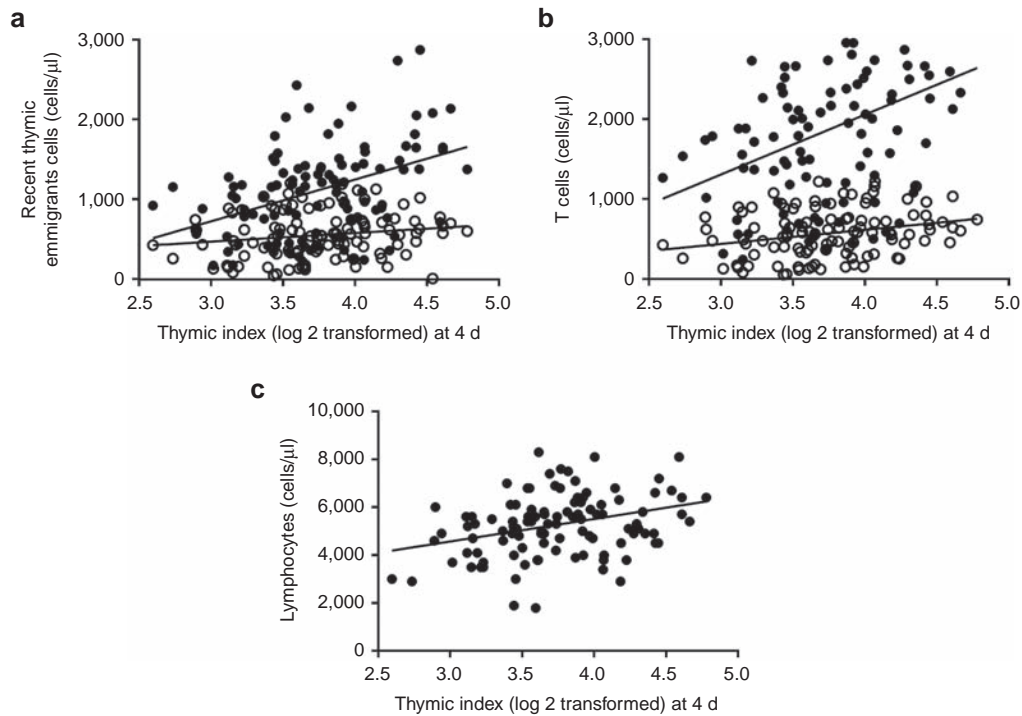 a
3,000
2,000
1,000
0
Recent thymic
emmigrants cells (cells/μl)
2.5 3.0 3.5 4.0 4.5 5.0
Thymic index (log 2 transformed) at 4 d
b
3,000
2,000
1,000
0
T cells (cells/μl)
2.5 3.0 3.5 4.0 4.5 5.0
Thymic index (log 2 transformed) at 4 d
c
10,000
8,000
6,000
4,000
2,000
0
Lymphocytes (cells/μl)
2.5 3.0 3.5 4.0 4.5 5.0
Thymic index (log 2 transformed) at 4 d